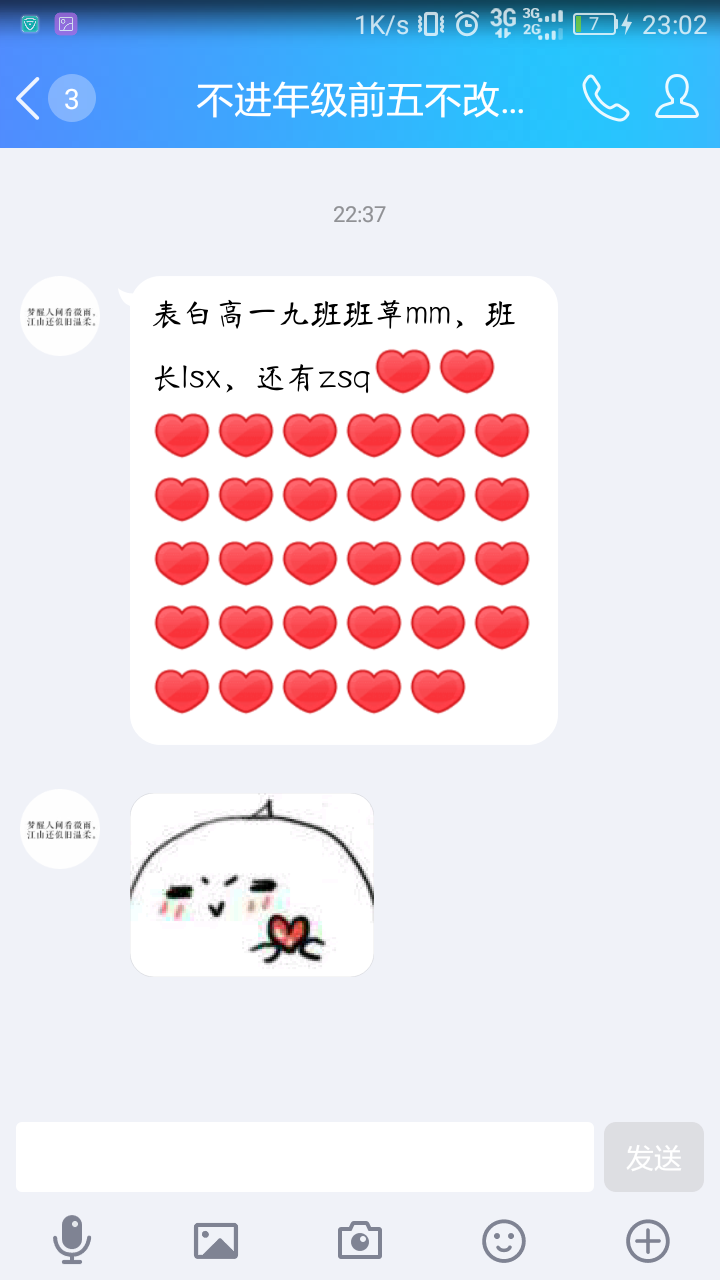 1K/s 3G 3G 2G 7 23:02
3 不进年级前五不改...
22:37
梦醒人间看微雨，
江山还似旧温柔。
表白高一九班班草mm，班
长lsx，还有zsq
梦醒人间看微雨，
江山还似旧温柔。
发送